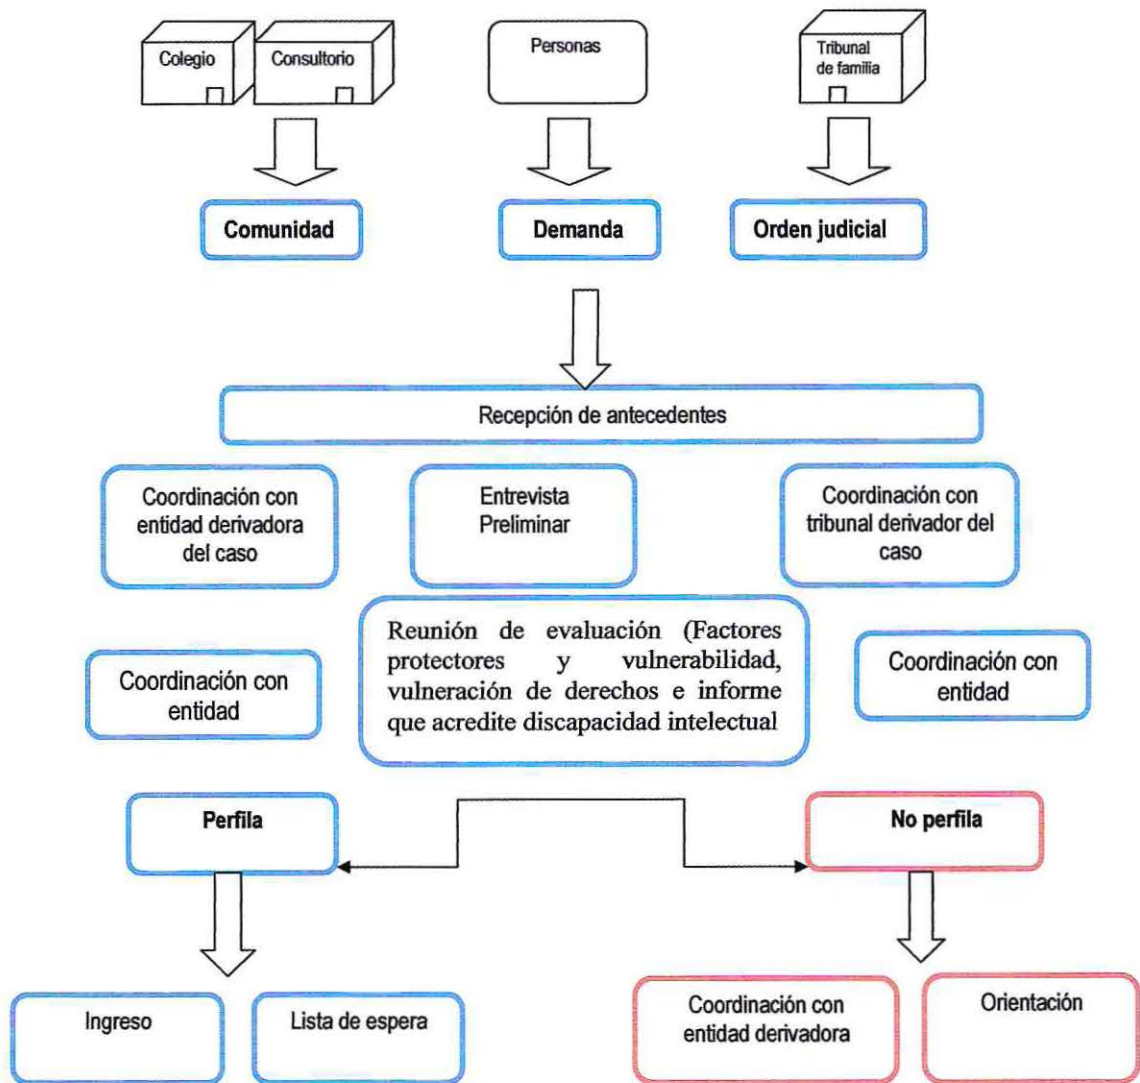 Colegio
Consultorio
Personas
Tribunal
de familia
Comunidad
Demanda
Orden judicial
Recepción de antecedentes
Coordinación con
entidad derivadora
del caso
Entrevista
Preliminar
Coordinación con
tribunal derivador del
caso
Reunión de evaluación (Factores
protectores y vulnerabilidad,
vulneración de derechos e informe
que acredite discapacidad intelectual
Coordinación con
entidad
Coordinación con
entidad
Perfila
No perfila
Ingreso
Lista de espera
Coordinación con
entidad derivadora
Orientación